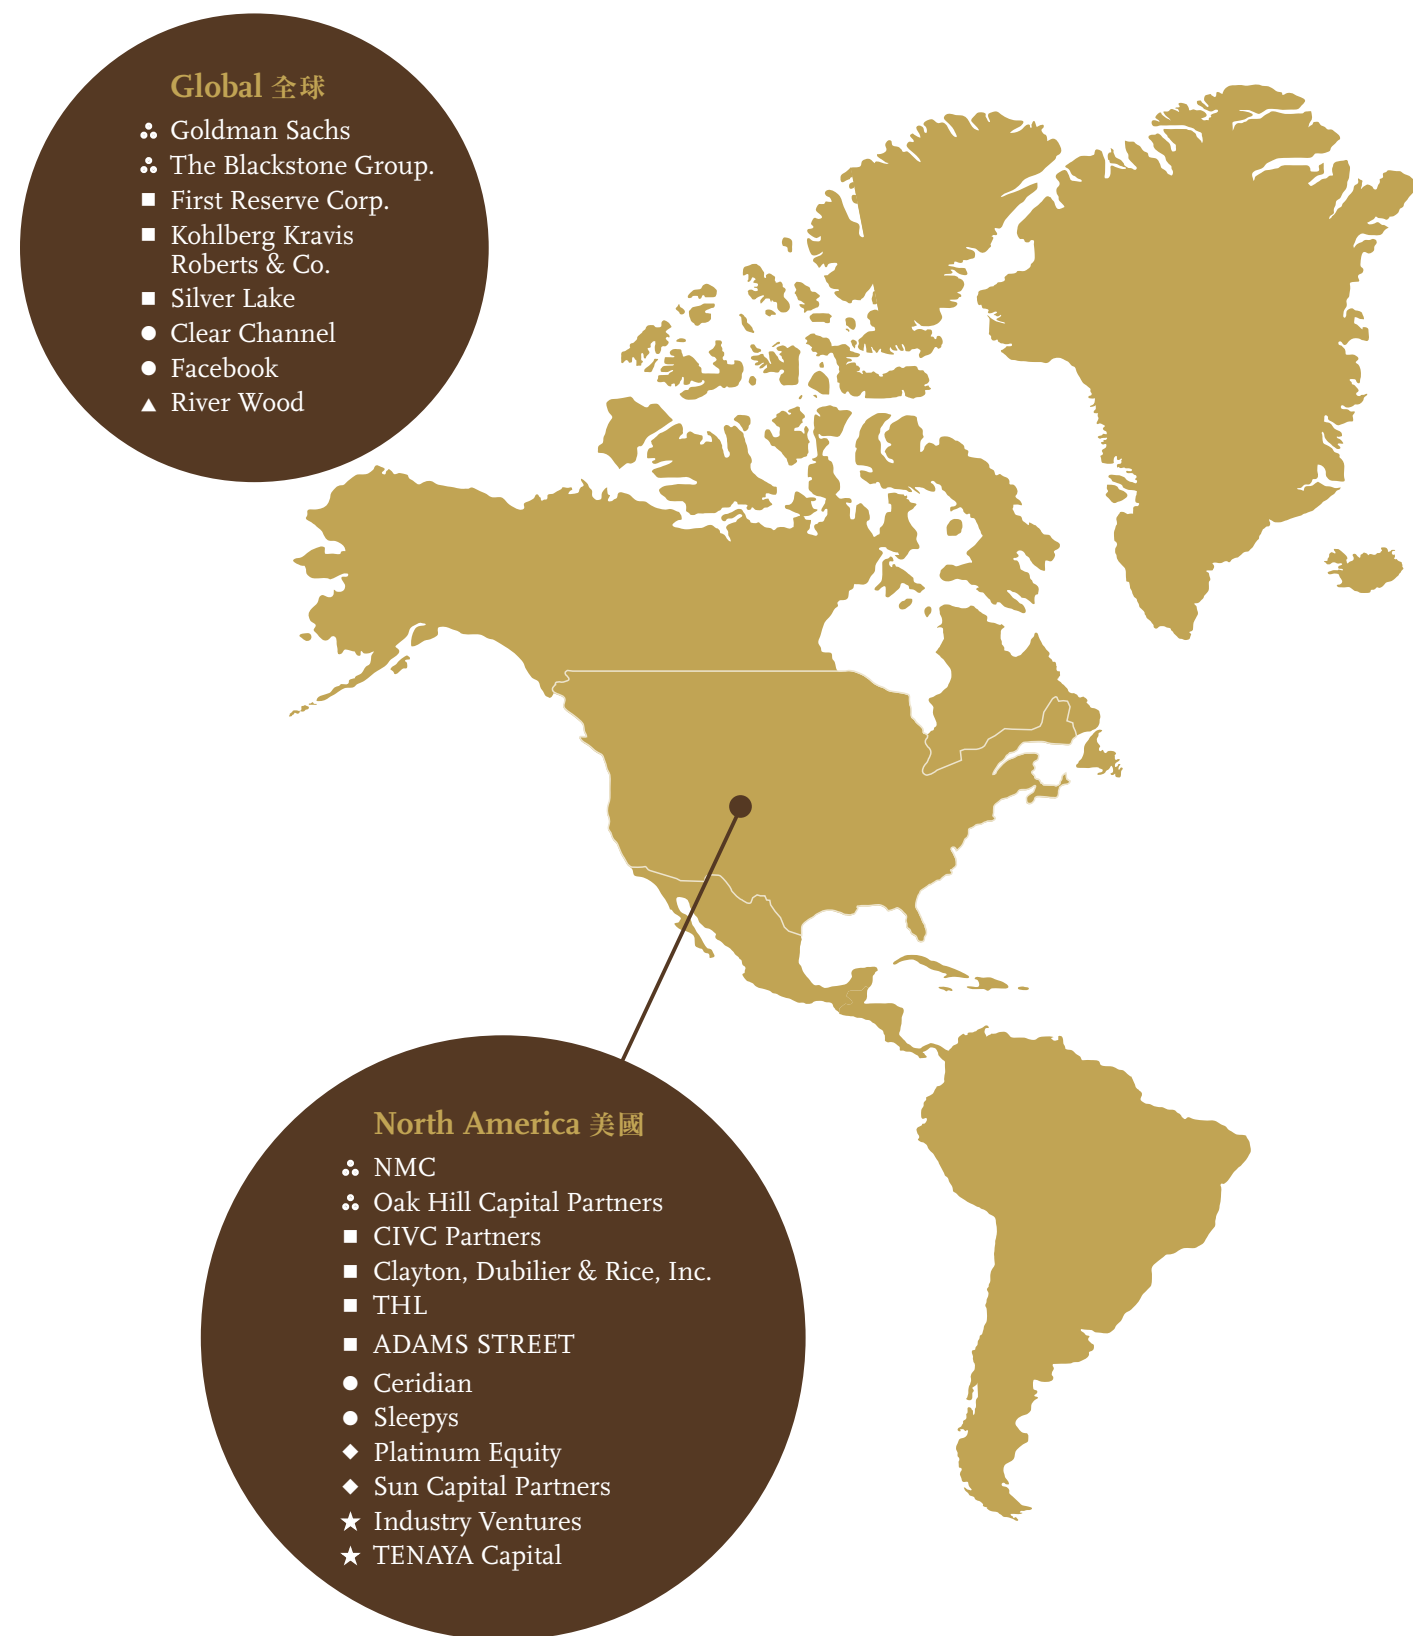 Global 全球
Goldman Sachs
The Blackstone Group.
First Reserve Corp.
Kohlberg Kravis
Roberts & Co.
Silver Lake
Clear Channel
Facebook
River Wood
North America 美國
NMC
Oak Hill Capital Partners
CIVC Partners
Clayton, Dubilier & Rice, Inc.
THL
ADAMS STREET
Ceridian
Sleepys
Platinum Equity
Sun Capital Partners
Industry Ventures
TENAYA Capital